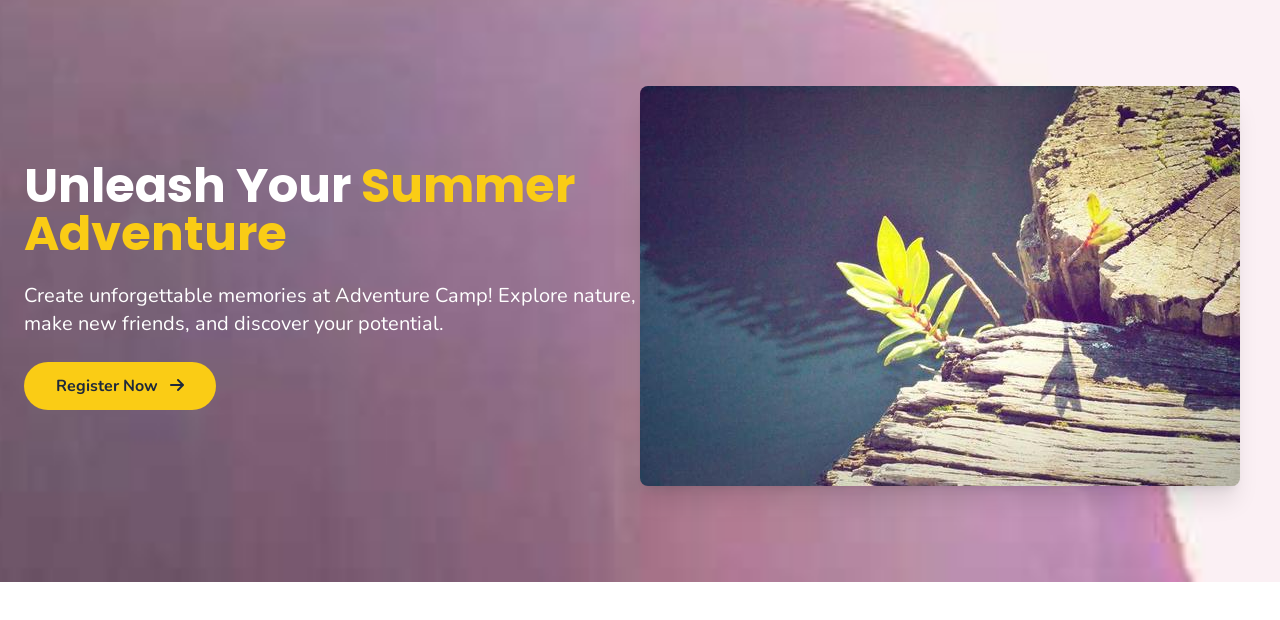 Unleash Your Summer
Adventure
Create unforgettable memories at Adventure Camp! Explore nature,
make new friends, and discover your potential.
Register Now